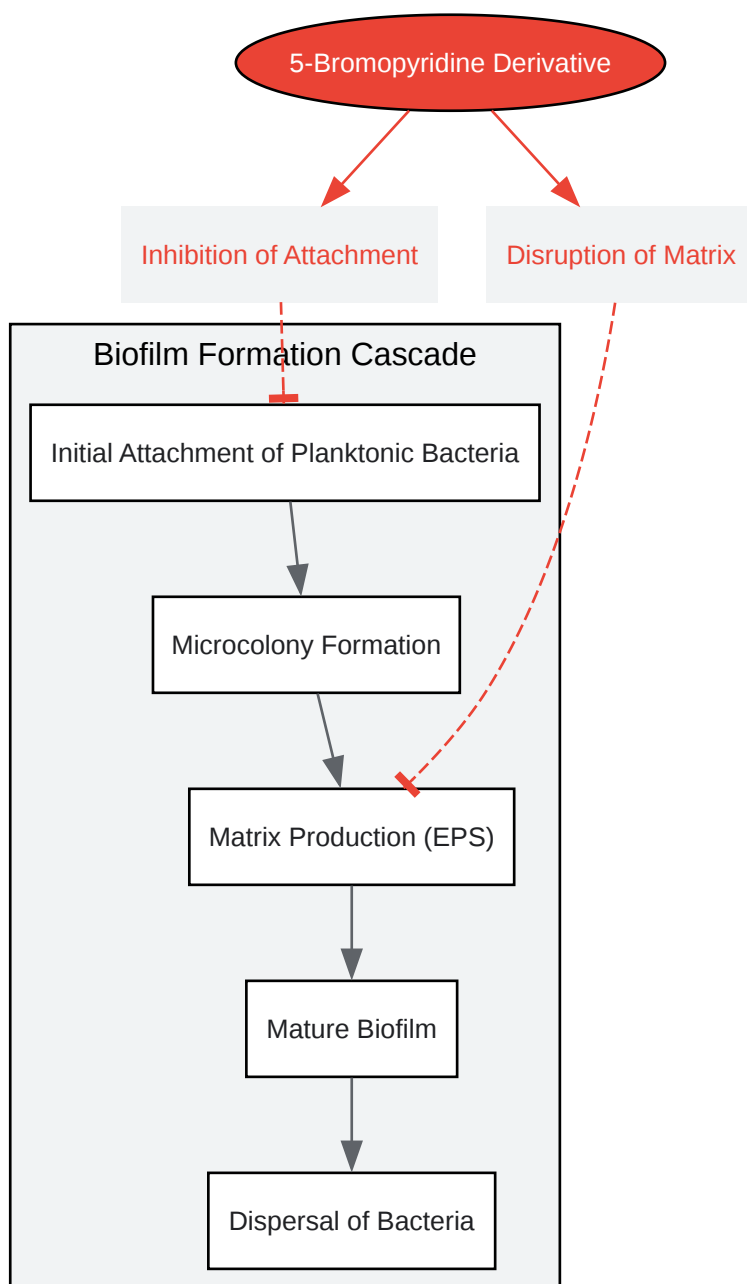 5-Bromopyridine Derivative
Inhibition of Attachment
Disruption of Matrix
Biofilm Formation Cascade
Initial Attachment of Planktonic Bacteria
Microcolony Formation
Matrix Production (EPS)
Mature Biofilm
Dispersal of Bacteria